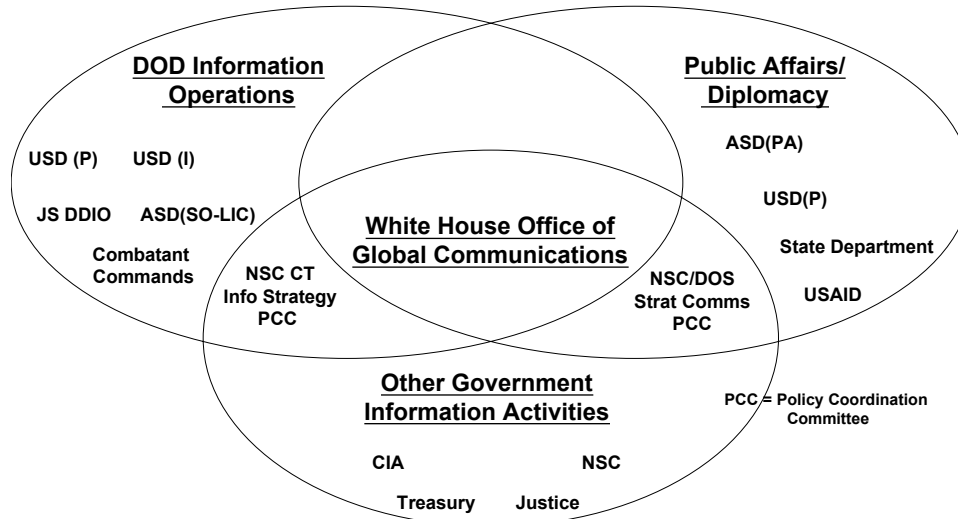 DOD Information
Operations
USD (P)
USD (I)
JS DDIO
ASD(SO-LIC)
Combatant
Commands
Public Affairs/
Diplomacy
ASD(PA)
USD(P)
State Department
USAID
White House Office of
Global Communications
NSC CT
Info Strategy
PCC
NSC/DOS
Strat Comms
PCC
Other Government
Information Activities
CIA
NSC
Treasury
Justice
PCC = Policy Coordination
Committee